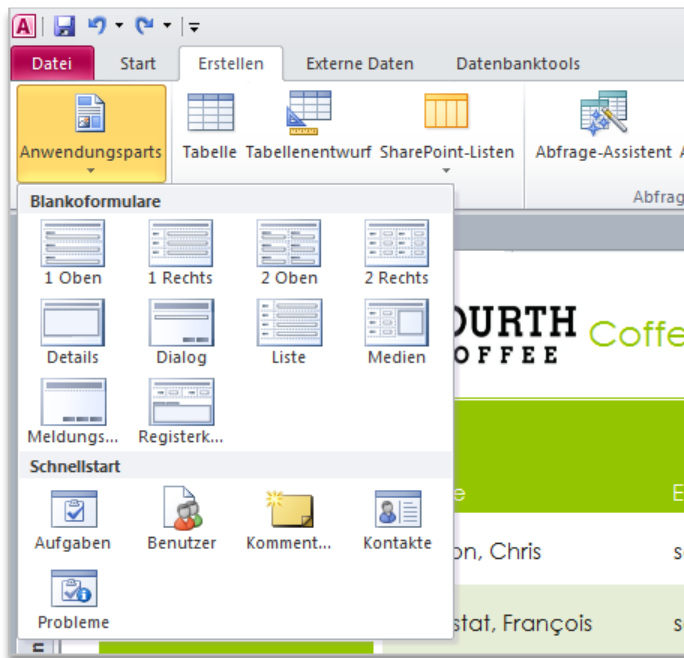 A
Datei Start Erstellen Externe Daten Datenbanktools
Anwendungsparts Tabelle Tabellenentwurf SharePoint-Listen Abfrage-Assistent
Abfrag
Blankoformulare
1 Oben 1 Rechts 2 Oben 2 Rechts
Details Dialog Liste Medien
Meldungs... Registerk...
Schnellstart
Aufgaben Benutzer Komment... Kontakte
Probleme
OURTH
COFFEE
Coffe
e E
on, Chris s
stat, François s